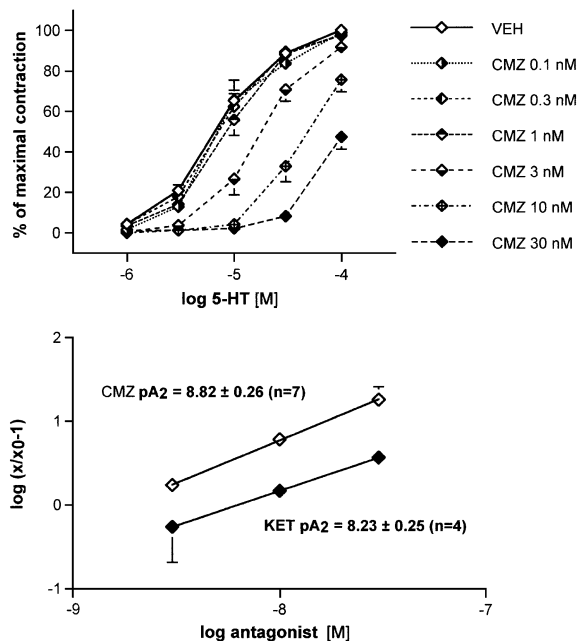 % of maximal contraction
100
80
60
40
20
0
-6
-5
-4
log 5-HT [M]
VEH
CMZ 0.1 nM
CMZ 0.3 nM
CMZ 1 nM
CMZ 3 nM
CMZ 10 nM
CMZ 30 nM
log (x/x0-1)
2
1
0
-1
CMZ pA2 = 8.82 ± 0.26 (n=7)
KET pA2 = 8.23 ± 0.25 (n=4)
-9
-8
-7
log antagonist [M]